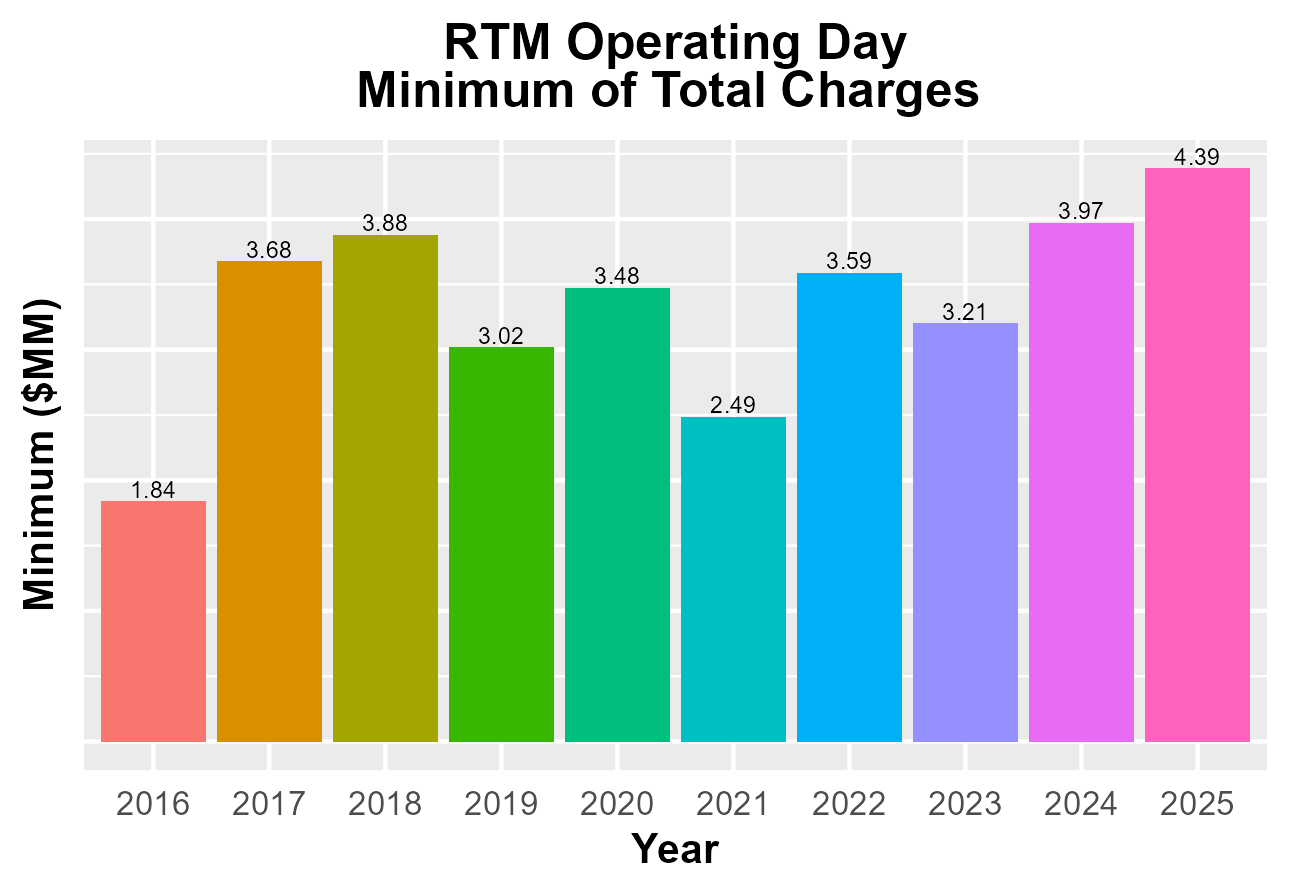 RTM Operating Day
Minimum of Total Charges
Minimum ($MM)
1.84
3.68
3.88
3.02
3.48
2.49
3.59
3.21
3.97
4.39
2016 2017 2018 2019 2020 2021 2022 2023 2024 2025
Year